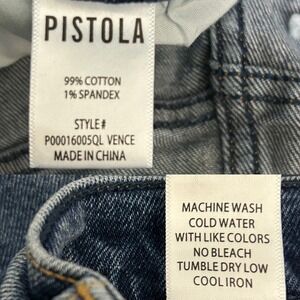 PISTOLA
99% COTTON
1% SPANDEX
STYLE#
P00016005QL VENCE
MADE IN CHINA
MACHINE WASH
COLD WATER
WITH LIKE COLORS
NO BLEACH
TUMBLE DRY LOW
COOL IRON